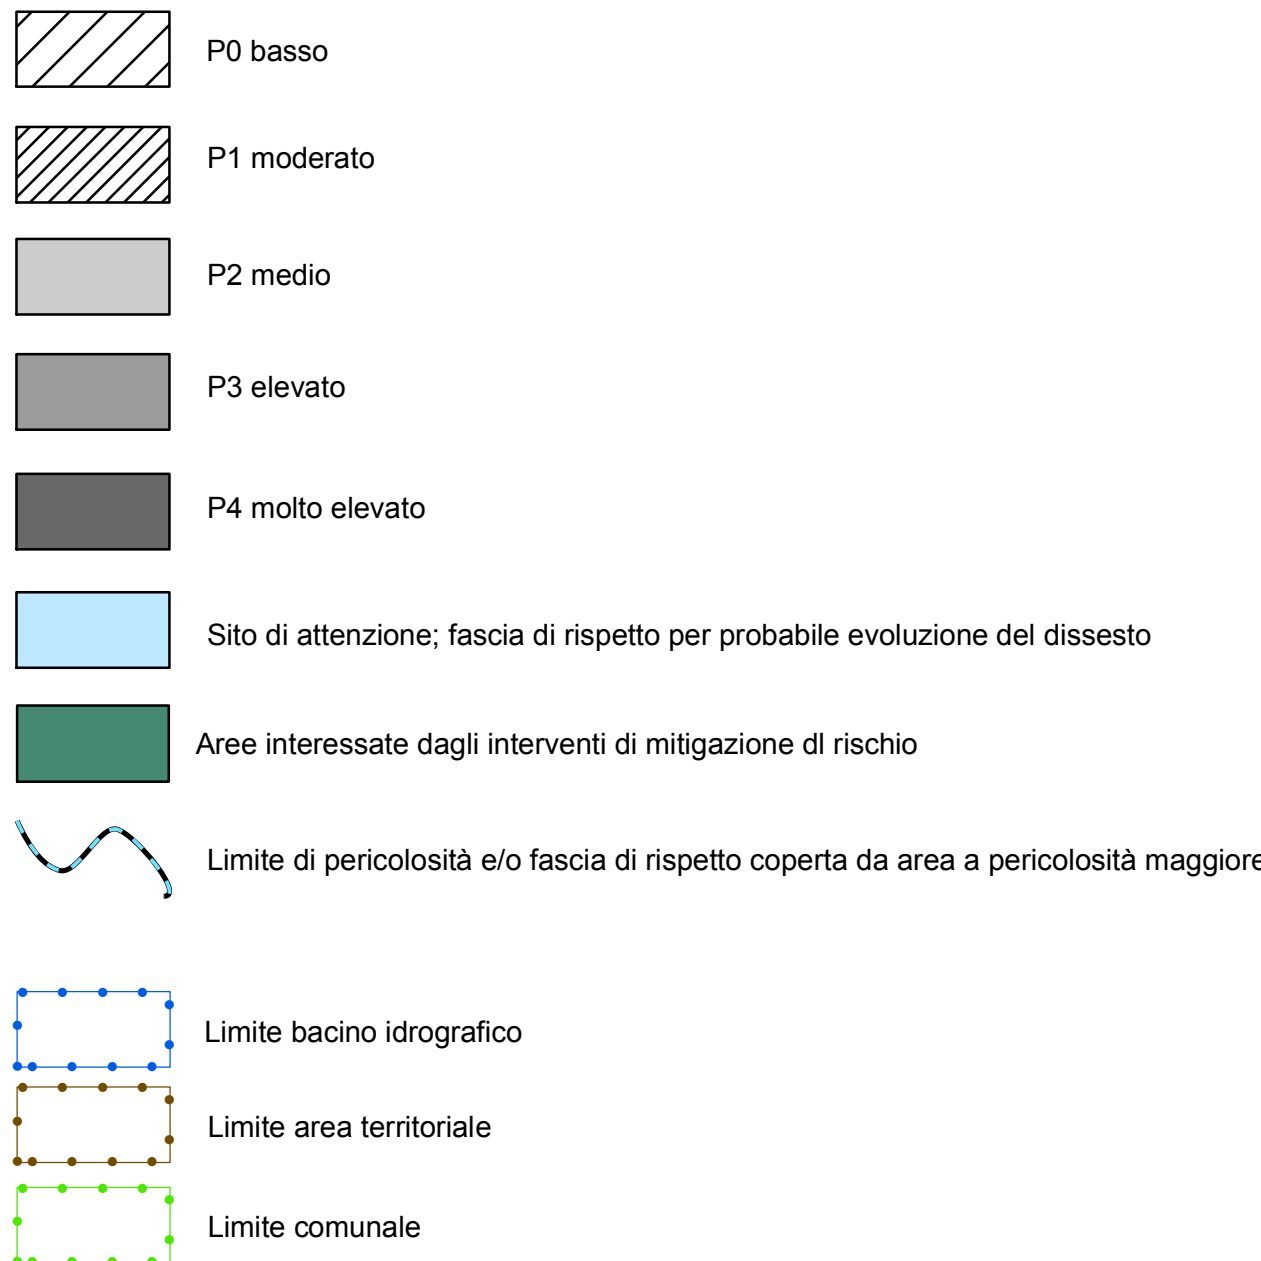 P0 basso
P1 moderato
P2 medio
P3 elevato
P4 molto elevato
Sito di attenzione; fascia di rispetto per probabile evoluzione del dissesto
Aree interessate dagli interventi di mitigazione dl rischio
Limite di pericolosità e/o fascia di rispetto coperta da area a pericolosità maggiore
Limite bacino idrografico
Limite area territoriale
Limite comunale